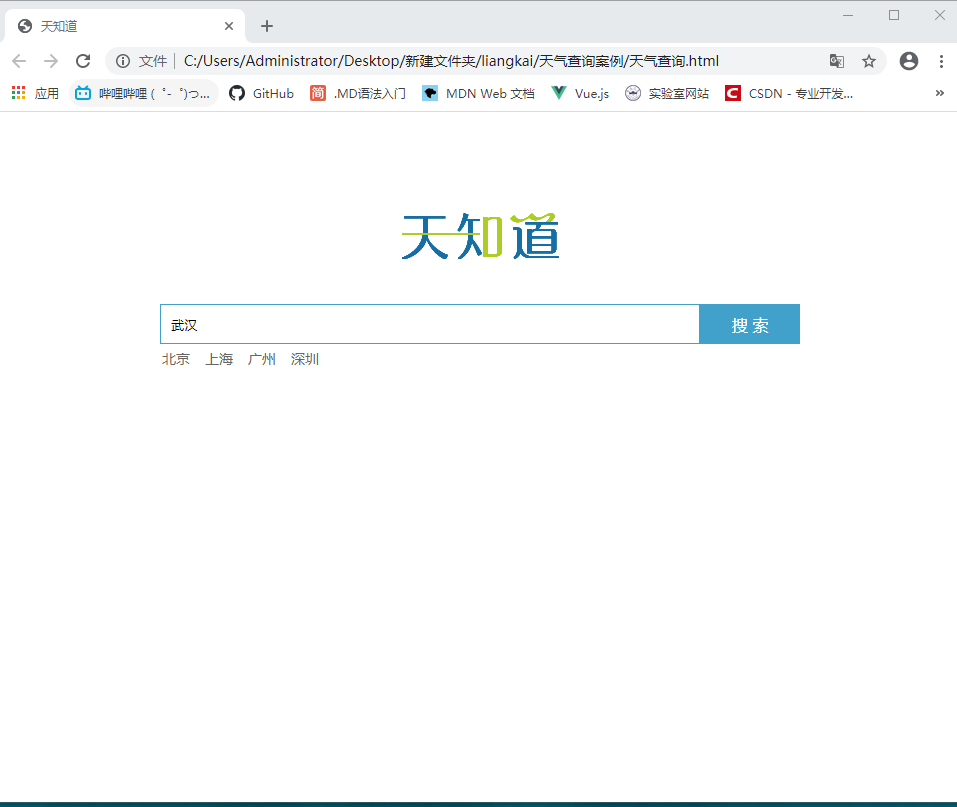 天知道
文件 C:/Users/Administrator/Desktop/新建文件夹/liangkai/天气查询案例/天气查询.html
应用 哔哩哔哩 ( ゜- ゜)つ... GitHub 简 .MD语法入门 MDN Web 文档 Vue.js 实验室网站 C CSDN - 专业开发... »
天知道
武汉 搜索
北京 上海 广州 深圳